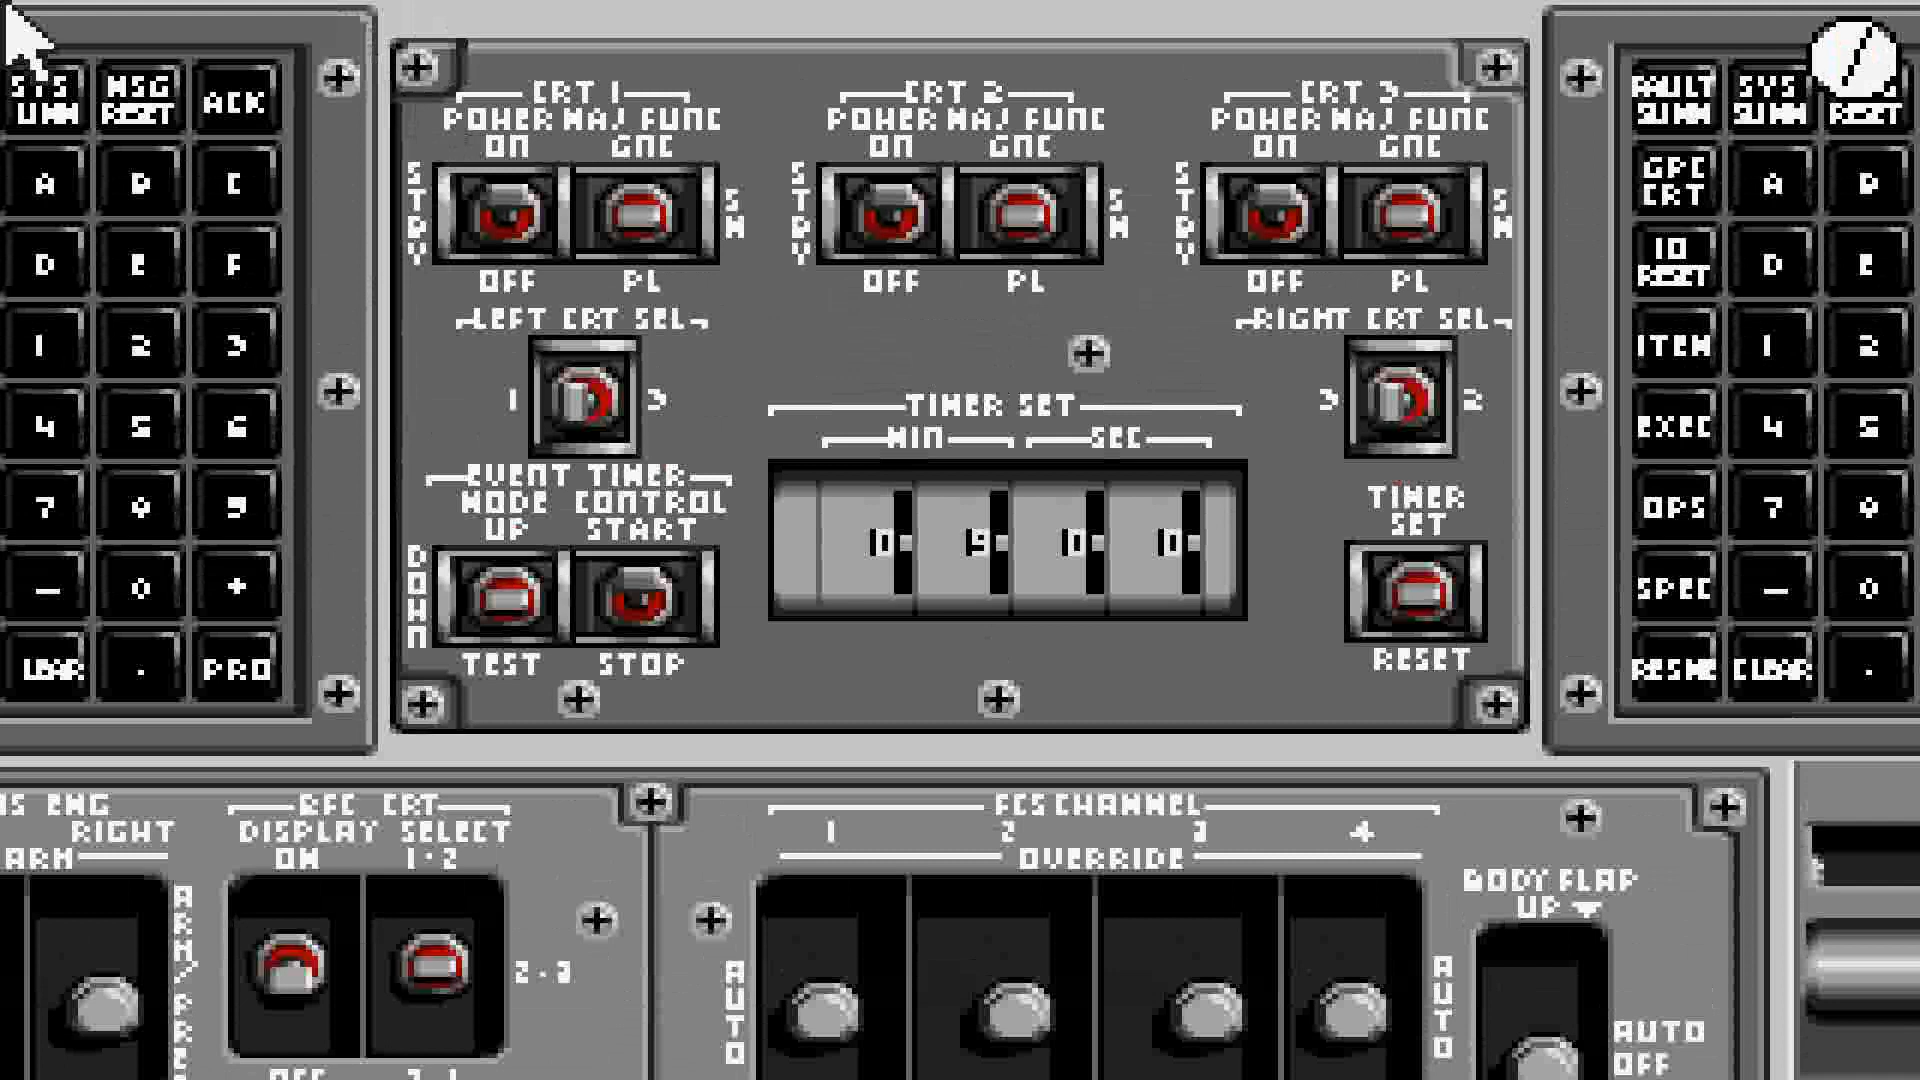 SYS SUMM
MSG RESET
ACK
A B C
D E F
1 2 3
4 5 6
7 8 9
— 0 +
CLEAR . PRO
CRT 1
POWER MAJ FUNC
ON GNC
STBY
SM
OFF PL
CRT 2
POWER MAJ FUNC
ON GNC
STBY
SM
OFF PL
CRT 3
POWER MAJ FUNC
ON GNC
STBY
SM
OFF PL
LEFT CRT SEL
1 3
RIGHT CRT SEL
3 2
TIMER SET
MIN SEC
0 5 0 0
EVENT TIMER
MODE CONTROL
UP START
DOWN
TEST STOP
TIMER
SET
RESET
FAULT SUMM
SYS SUMM
RESET
GPC CRT
A B
IO RESET
D E
ITEM 1 2
EXEC 4 5
OPS 7 8
SPEC — 0
RESUME CLEAR .
ENG
RIGHT
ARM
BFC CRT
DISPLAY SELECT
ON 1·2
2·3
FCS CHANNEL
1 2 3 4
OVERRIDE
AUTO
AUTO
BODY FLAP
UP
AUTO
OFF